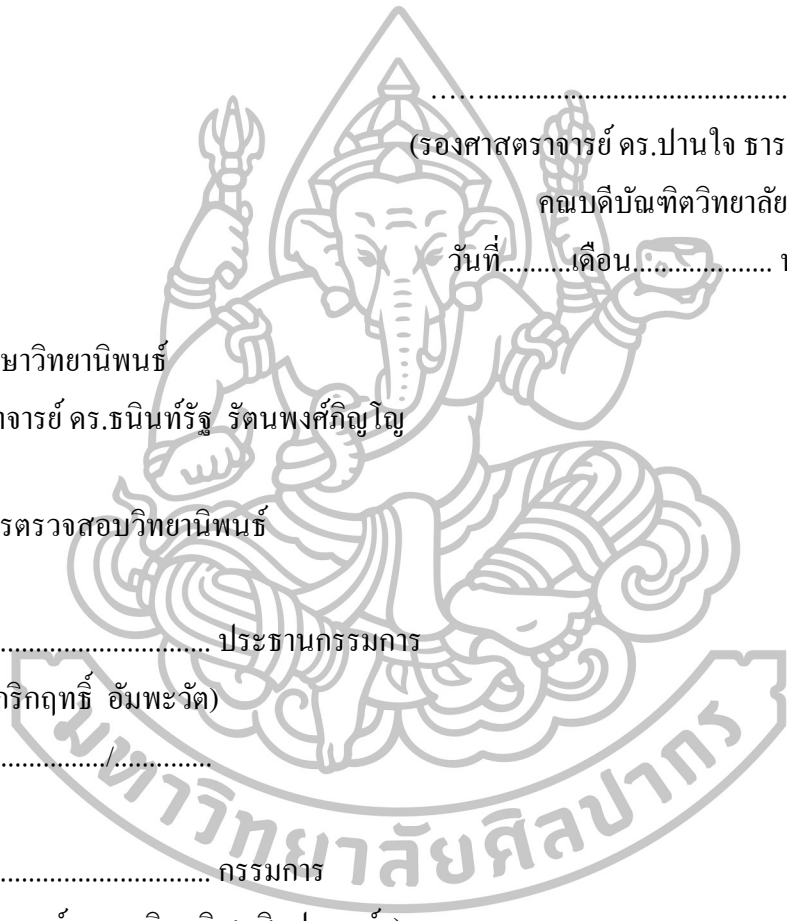 ……............................................
(รองศาสตราจารย์ ดร.ปานใจ ธาร
คณบดีบัณฑิตวิทยาลัย
วันที่..........เดือน....................
ษาวิทยานิพนธ์
าจารย์ ดร.ธนินท์รัฐ รัตนพงศ์ภิญโญ
รตรวจสอบวิทยานิพนธ์
.............................. ประธานกรรมการ
กริกฤทธิ์ อัมพะวัต)
.............../..............
.............................. กรรมการ
มหาวิทยาลัยศิลปากร